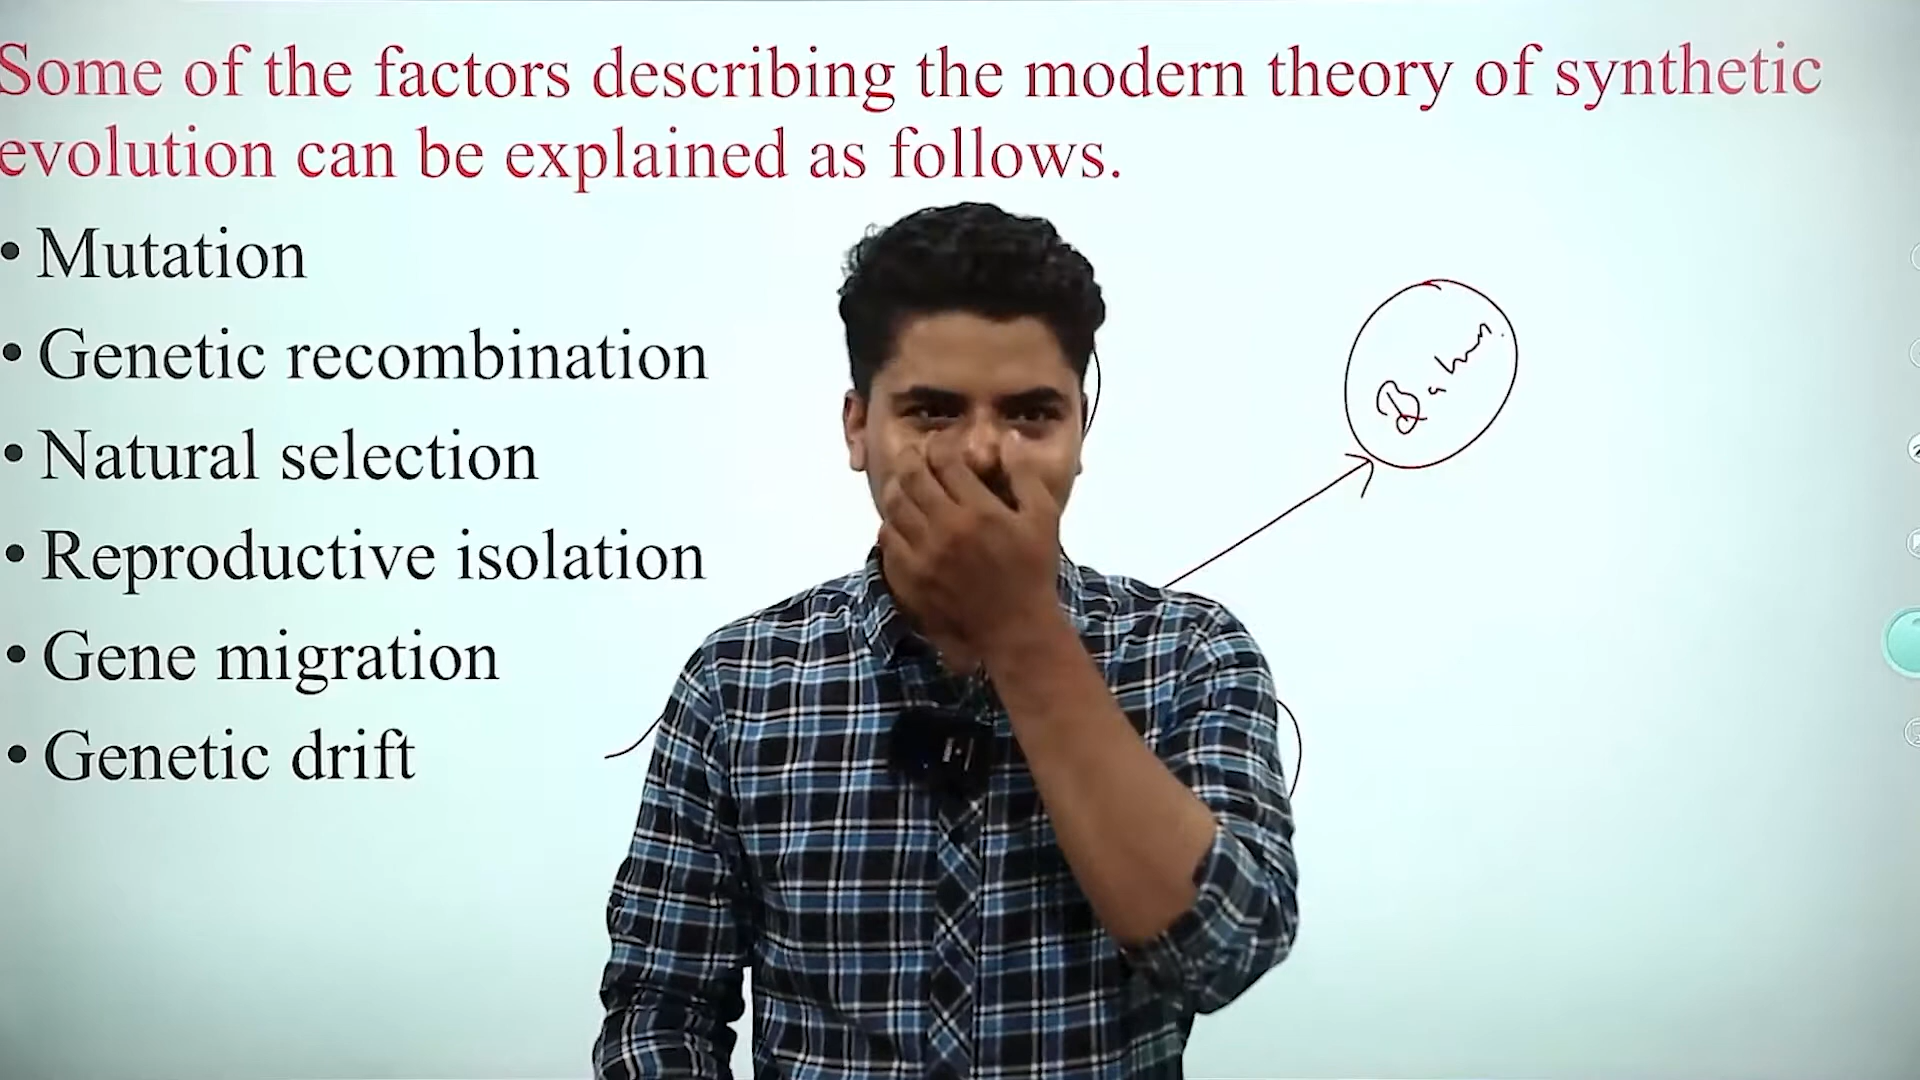 Some of the factors describing the modern theory of synthetic
evolution can be explained as follows.
• Mutation
• Genetic recombination
• Natural selection
• Reproductive isolation
• Gene migration
• Genetic drift